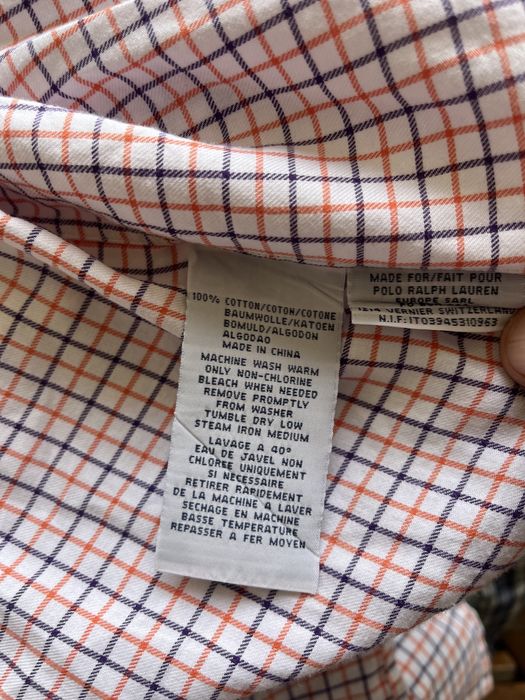 100% COTTON/COTON/COTONE
BAUMWOLLE/KATOEN
BOMULD/ALGODON
ALGODAO
MADE IN CHINA
MACHINE WASH WARM
ONLY NON-CHLORINE
BLEACH WHEN NEEDED
REMOVE PROMPTLY
FROM WASHER
TUMBLE DRY LOW
STEAM IRON MEDIUM
LAVAGE A 40°
EAU DE JAVEL NON
CHLOREE UNIQUEMENT
SI NECESSAIRE
RETIRER RAPIDEMENT
DE LA MACHINE A LAVER
SECHAGE EN MACHINE
BASSE TEMPERATURE
REPASSER A FER MOYEN
MADE FOR/FAIT POUR
POLO RALPH LAUREN
EUROPE SARL
1214 VERNIER SWITZERLAND
N.I.F:IT03945310963